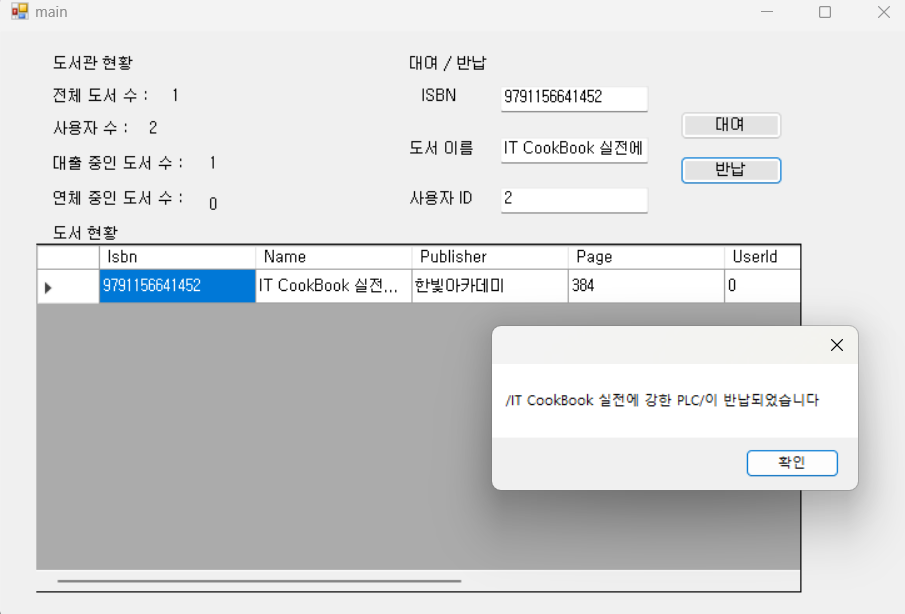 main
도서관 현황
전체 도서 수 : 1
사용자 수 : 2
대출 중인 도서 수 : 1
연체 중인 도서 수 : 0
대여 / 반납
ISBN 9791156641452
도서 이름 IT CookBook 실전에
사용자 ID 2
대여
반납
도서 현황
Isbn Name Publisher Page UserId
9791156641452 IT CookBook 실전... 한빛아카데미 384 0
/IT CookBook 실전에 강한 PLC/이 반납되었습니다
확인